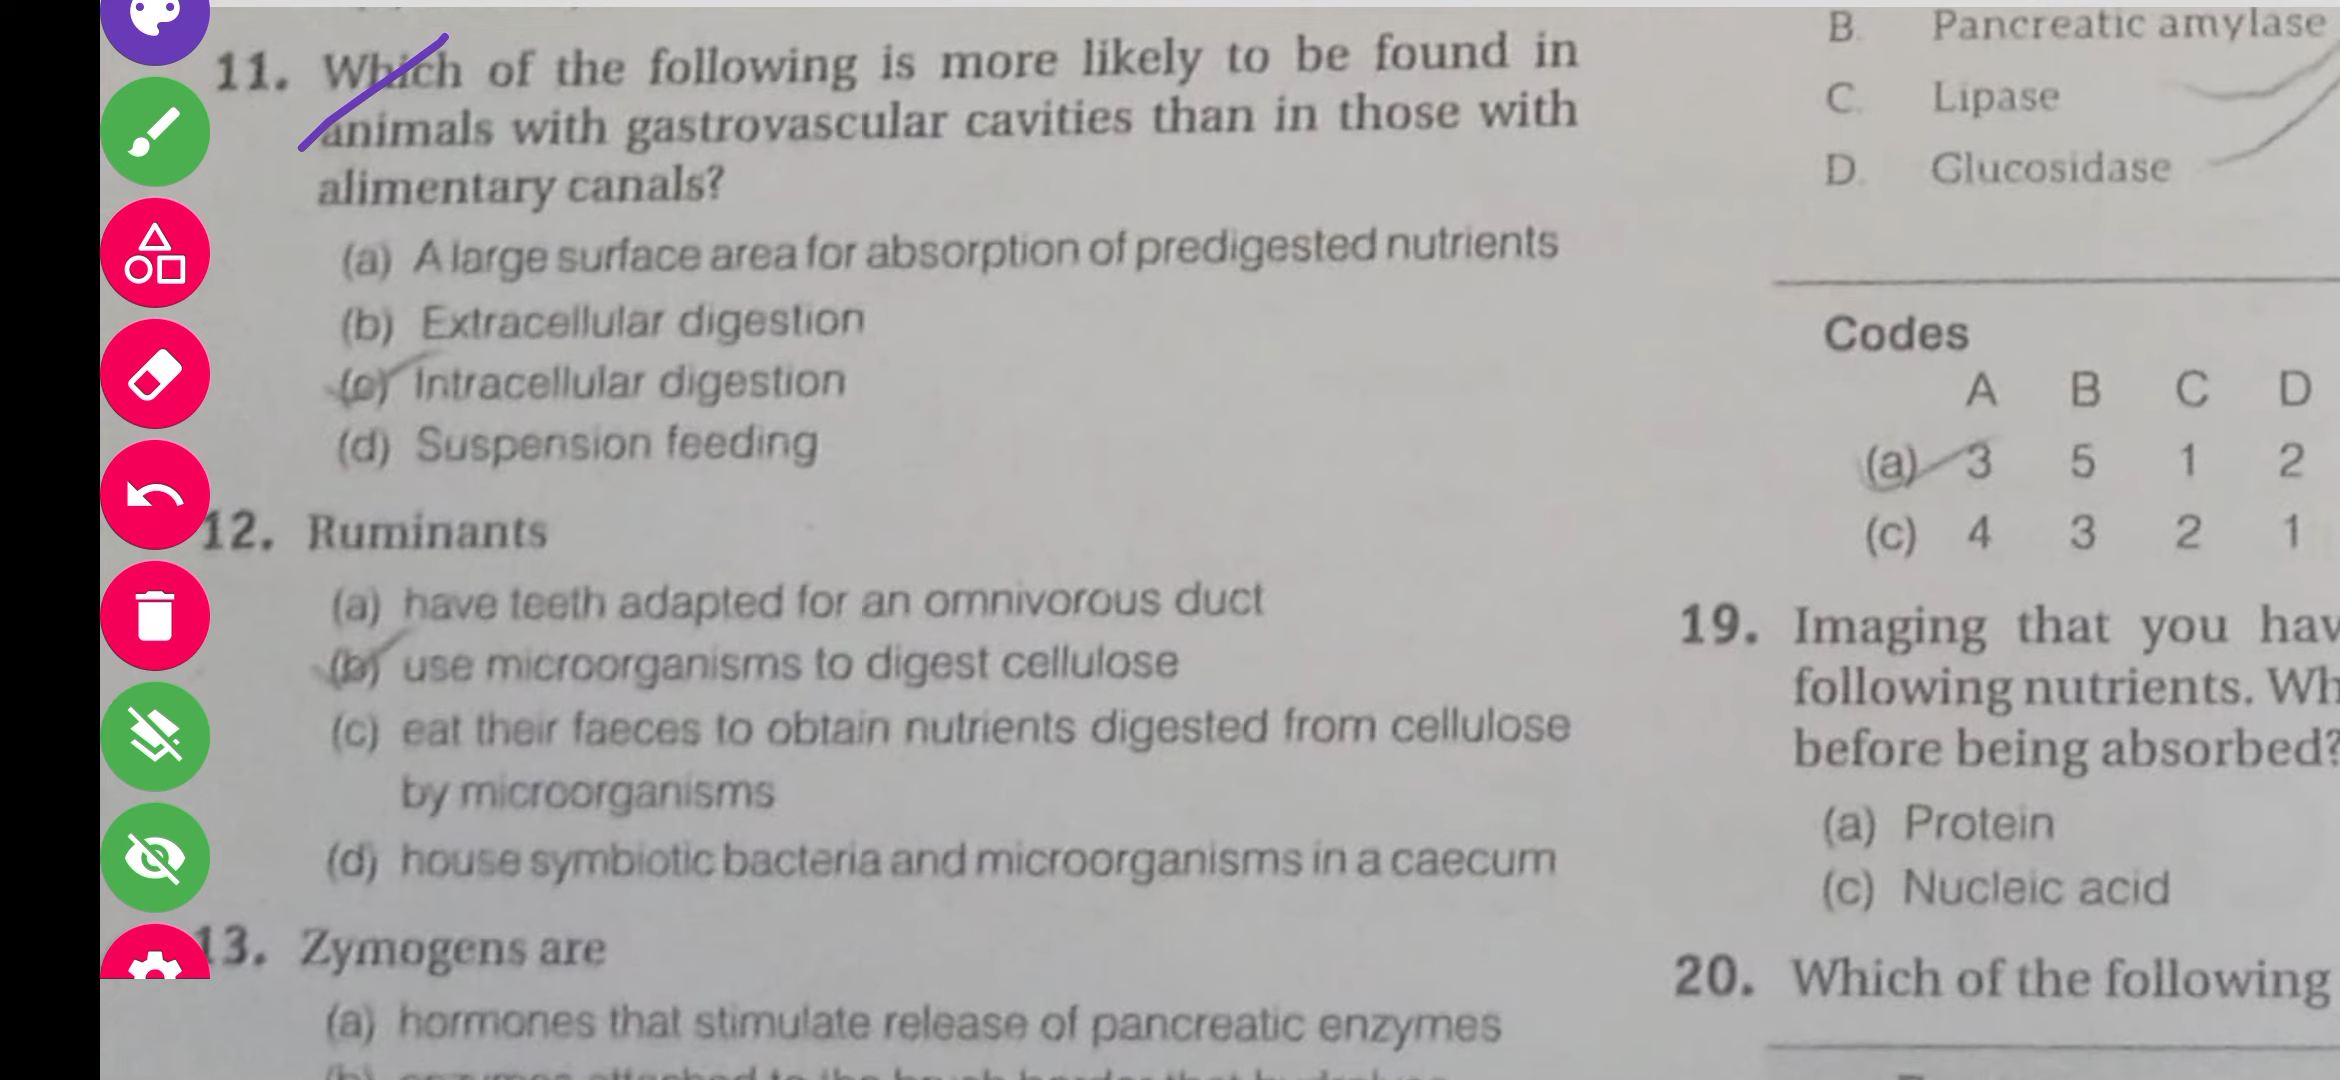 11. Which of the following is more likely to be found in
animals with gastrovascular cavities than in those with
alimentary canals?
(a) A large surface area for absorption of predigested nutrients
(b) Extracellular digestion
(c) Intracellular digestion
(d) Suspension feeding
12. Ruminants
(a) have teeth adapted for an omnivorous duct
(b) use microorganisms to digest cellulose
(c) eat their faeces to obtain nutrients digested from cellulose
by microorganisms
(d) house symbiotic bacteria and microorganisms in a caecum
13. Zymogens are
(a) hormones that stimulate release of pancreatic enzymes
B. Pancreatic amylase
C. Lipase
D. Glucosidase
Codes
A B C D
(a) 3 5 1 2
(c) 4 3 2 1
19. Imaging that you hav
following nutrients. Wh
before being absorbed?
(a) Protein
(c) Nucleic acid
20. Which of the following